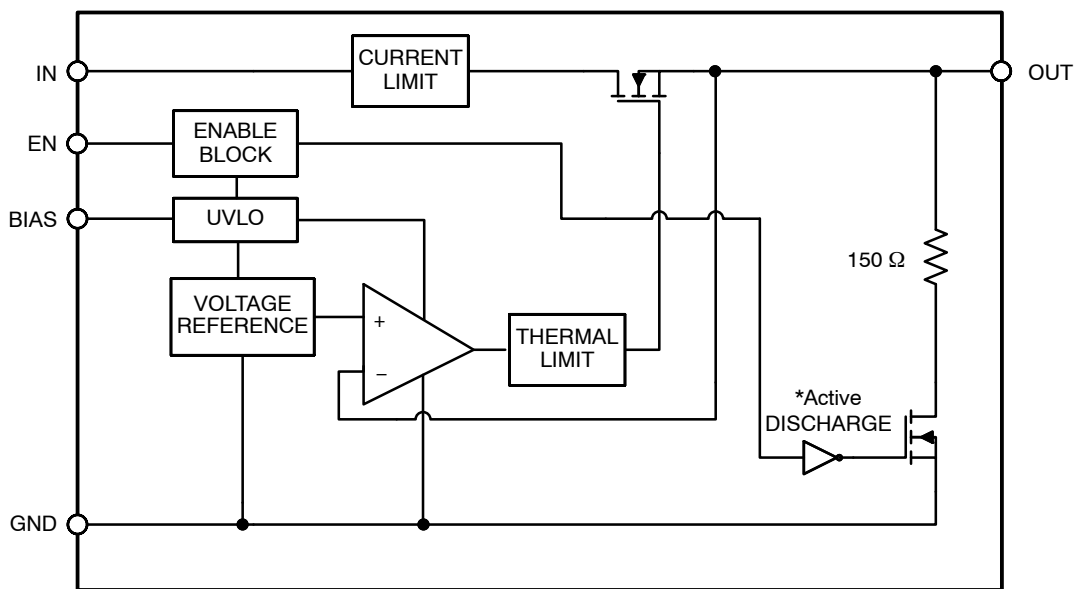 CURRENT
LIMIT
IN
OUT
ENABLE
BLOCK
EN
BIAS
UVLO
150 Ω
VOLTAGE
REFERENCE
+
−
THERMAL
LIMIT
*Active
DISCHARGE
GND